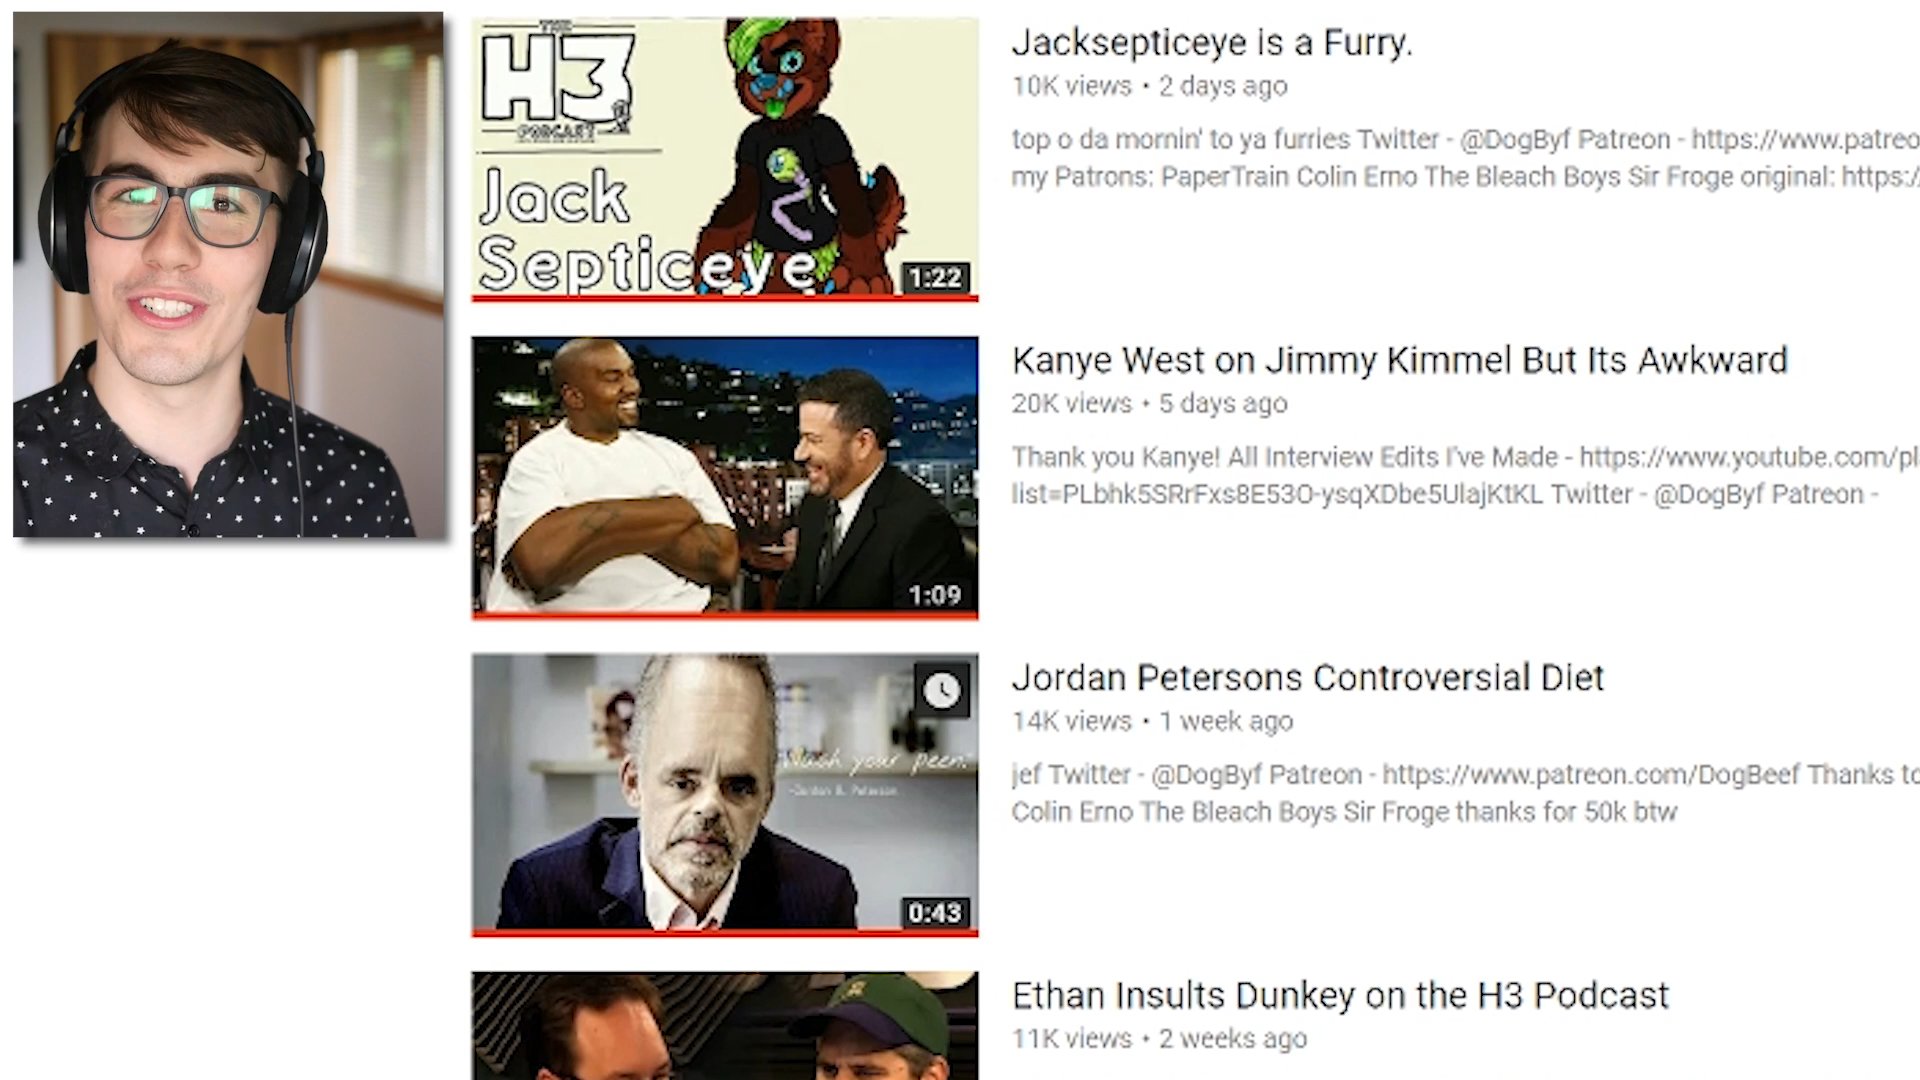 THE
H3
PODCAST
Jack
Septiceye
1:22
Jacksepticeye is a Furry.
10K views • 2 days ago
top o da mornin' to ya furries Twitter - @DogByf Patreon - https://www.patreo
my Patrons: PaperTrain Colin Erno The Bleach Boys Sir Froge original: https:/
1:09
Kanye West on Jimmy Kimmel But Its Awkward
20K views • 5 days ago
Thank you Kanye! All Interview Edits I've Made - https://www.youtube.com/pl
list=PLbhk5SRrFxs8E53O-ysqXDbe5UlajKtKL Twitter - @DogByf Patreon -
"Wash your peen."
-Jordan B. Peterson
0:43
Jordan Petersons Controversial Diet
14K views • 1 week ago
jef Twitter - @DogByf Patreon - https://www.patreon.com/DogBeef Thanks to
Colin Erno The Bleach Boys Sir Froge thanks for 50k btw
Ethan Insults Dunkey on the H3 Podcast
11K views • 2 weeks ago